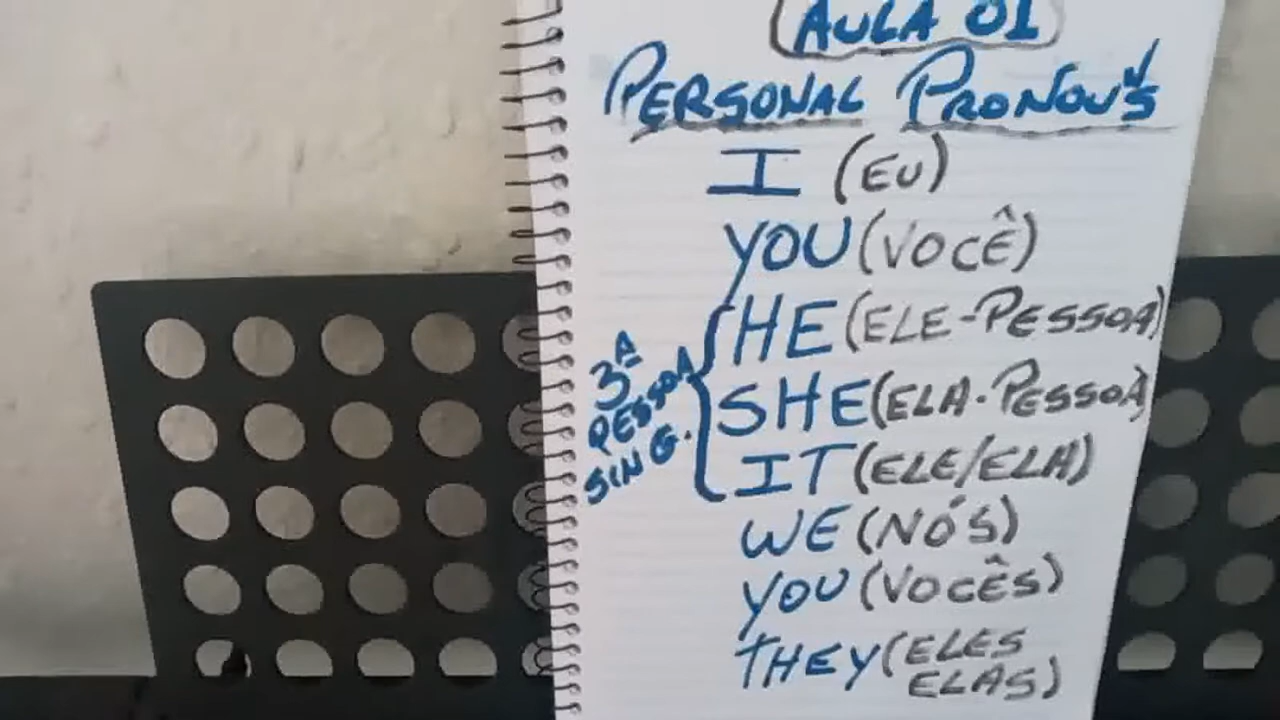 AULA 01
PERSONAL PRONOUNS
I (EU)
YOU (VOCÊ)
HE (ELE-PESSOA)
SHE (ELA-PESSOA)
IT (ELE/ELA)
3ª
PESSOA
SING.
WE (NÓS)
YOU (VOCÊS)
THEY (ELES
ELAS)